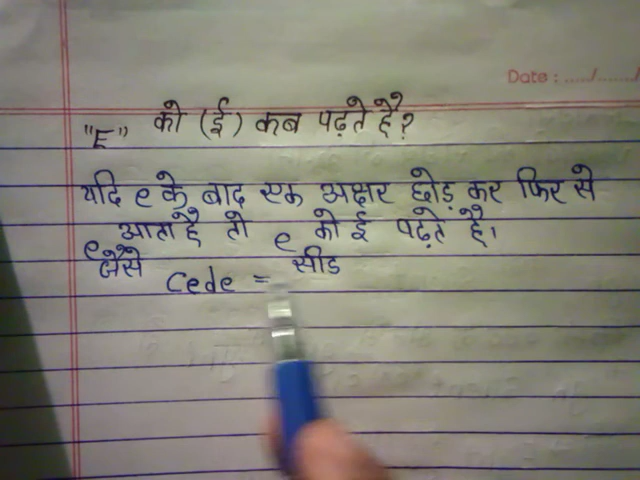 Date : ...../...../
"E" को (ई) कब पढ़ते है?
यदि e के बाद एक अक्षर छोड़ कर फिर से
e आता है तो e को ई पढ़ते है।
जैसे Cede = सीड